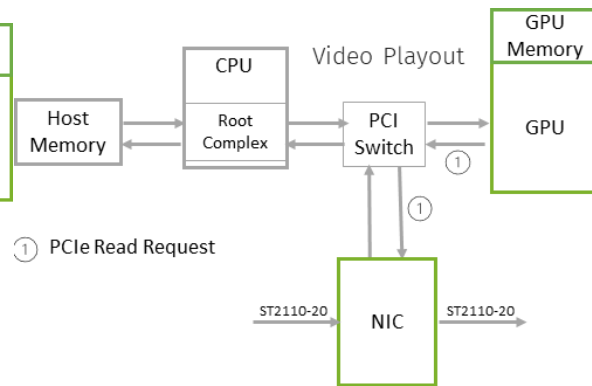 Video Playout
GPU
Memory
GPU
CPU
Root
Complex
Host
Memory
PCI
Switch
1
1
1 PCIe Read Request
ST2110-20
NIC
ST2110-20